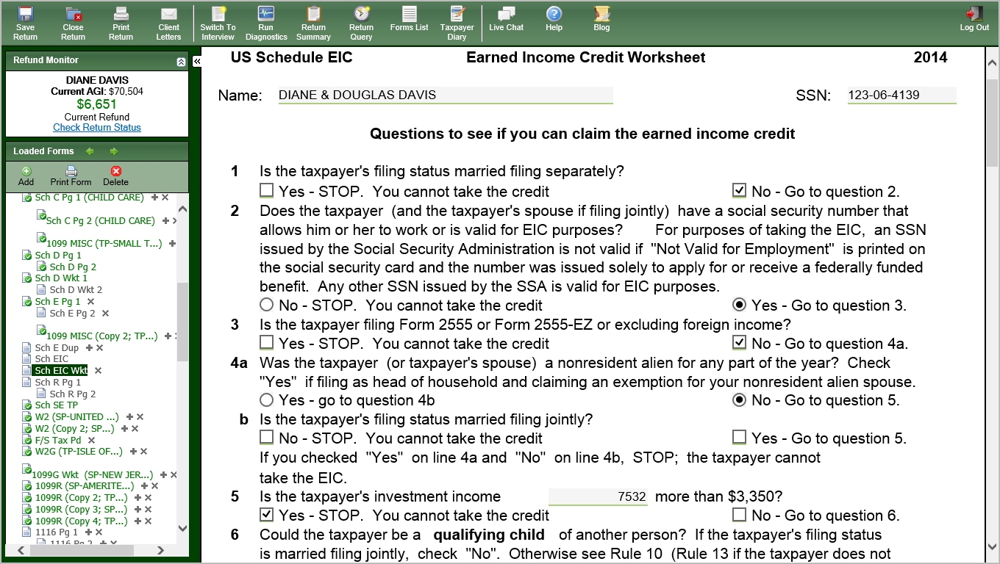 Save Return
Close Return
Print Return
Client Letters
Switch To Interview
Run Diagnostics
Return Summary
Return Query
Forms List
Taxpayer Diary
Live Chat
Help
Blog
Log Out
Refund Monitor
DIANE DAVIS
Current AGI: $70,504
$6,651
Current Refund
Check Return Status
Loaded Forms
Add
Print Form
Delete
Sch C Pg 1 (CHILD CARE)
Sch C Pg 2 (CHILD CARE)
1099 MISC (TP-SMALL T...)
Sch D Pg 1
Sch D Pg 2
Sch D Wkt 1
Sch D Wkt 2
Sch E Pg 1
Sch E Pg 2
1099 MISC (Copy 2; TP...)
Sch E Dup
Sch EIC
Sch EIC Wkt
Sch R Pg 1
Sch R Pg 2
Sch SE TP
W2 (SP-UNITED ...)
W2 (Copy 2; SP...)
F/S Tax Pd
W2G (TP-ISLE OF...)
1099G Wkt (SP-NEW JER...)
1099R (SP-AMERITE...)
1099R (Copy 2; TP...)
1099R (Copy 3; SP...)
1099R (Copy 4; TP...)
1116 Pg 1
1116 Pg 2
US Schedule EIC Earned Income Credit Worksheet 2014
Name: DIANE & DOUGLAS DAVIS SSN: 123-06-4139
Questions to see if you can claim the earned income credit
1 Is the taxpayer's filing status married filing separately?
Yes - STOP. You cannot take the credit No - Go to question 2.
2 Does the taxpayer (and the taxpayer's spouse if filing jointly) have a social security number that
allows him or her to work or is valid for EIC purposes? For purposes of taking the EIC, an SSN
issued by the Social Security Administration is not valid if "Not Valid for Employment" is printed on
the social security card and the number was issued solely to apply for or receive a federally funded
benefit. Any other SSN issued by the SSA is valid for EIC purposes.
No - STOP. You cannot take the credit Yes - Go to question 3.
3 Is the taxpayer filing Form 2555 or Form 2555-EZ or excluding foreign income?
Yes - STOP. You cannot take the credit No - Go to question 4a.
4a Was the taxpayer (or taxpayer's spouse) a nonresident alien for any part of the year? Check
"Yes" if filing as head of household and claiming an exemption for your nonresident alien spouse.
Yes - go to question 4b No - Go to question 5.
b Is the taxpayer's filing status married filing jointly?
No - STOP. You cannot take the credit Yes - Go to question 5.
If you checked "Yes" on line 4a and "No" on line 4b, STOP; the taxpayer cannot
take the EIC.
5 Is the taxpayer's investment income 7532 more than $3,350?
Yes - STOP. You cannot take the credit No - Go to question 6.
6 Could the taxpayer be a qualifying child of another person? If the taxpayer's filing status
is married filing jointly, check "No". Otherwise see Rule 10 (Rule 13 if the taxpayer does not